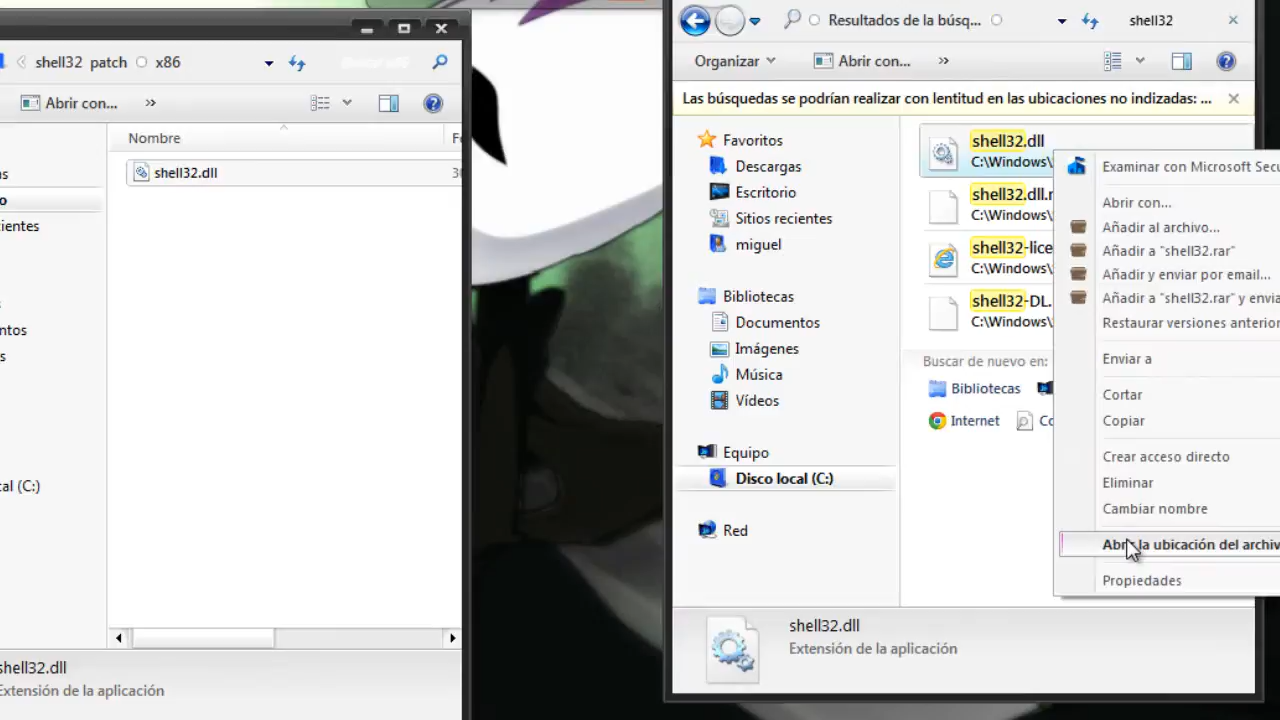 shell32 patch x86
Abrir con... »
Nombre
shell32.dll
ento
cientes
ntos
cal (C:)
shell32.dll
Extensión de la aplicación
Resultados de la búsq...
shell32
Organizar
Abrir con... »
Las búsquedas se podrían realizar con lentitud en las ubicaciones no indizadas: ...
Favoritos
Descargas
Escritorio
Sitios recientes
miguel
Bibliotecas
Documentos
Imágenes
Música
Vídeos
Equipo
Disco local (C:)
Red
shell32.dll
C:\Windows\
shell32.dll.
C:\Windows\
shell32-lice
C:\Windows\
shell32-DL.
C:\Windows\
Buscar de nuevo en:
Bibliotecas
Internet
Examinar con Microsoft Secu
Abrir con...
Añadir al archivo...
Añadir a "shell32.rar"
Añadir y enviar por email...
Añadir a "shell32.rar" y envia
Restaurar versiones anterior
Enviar a
Cortar
Copiar
Crear acceso directo
Eliminar
Cambiar nombre
Abrir la ubicación del archiv
Propiedades
shell32.dll
Extensión de la aplicación